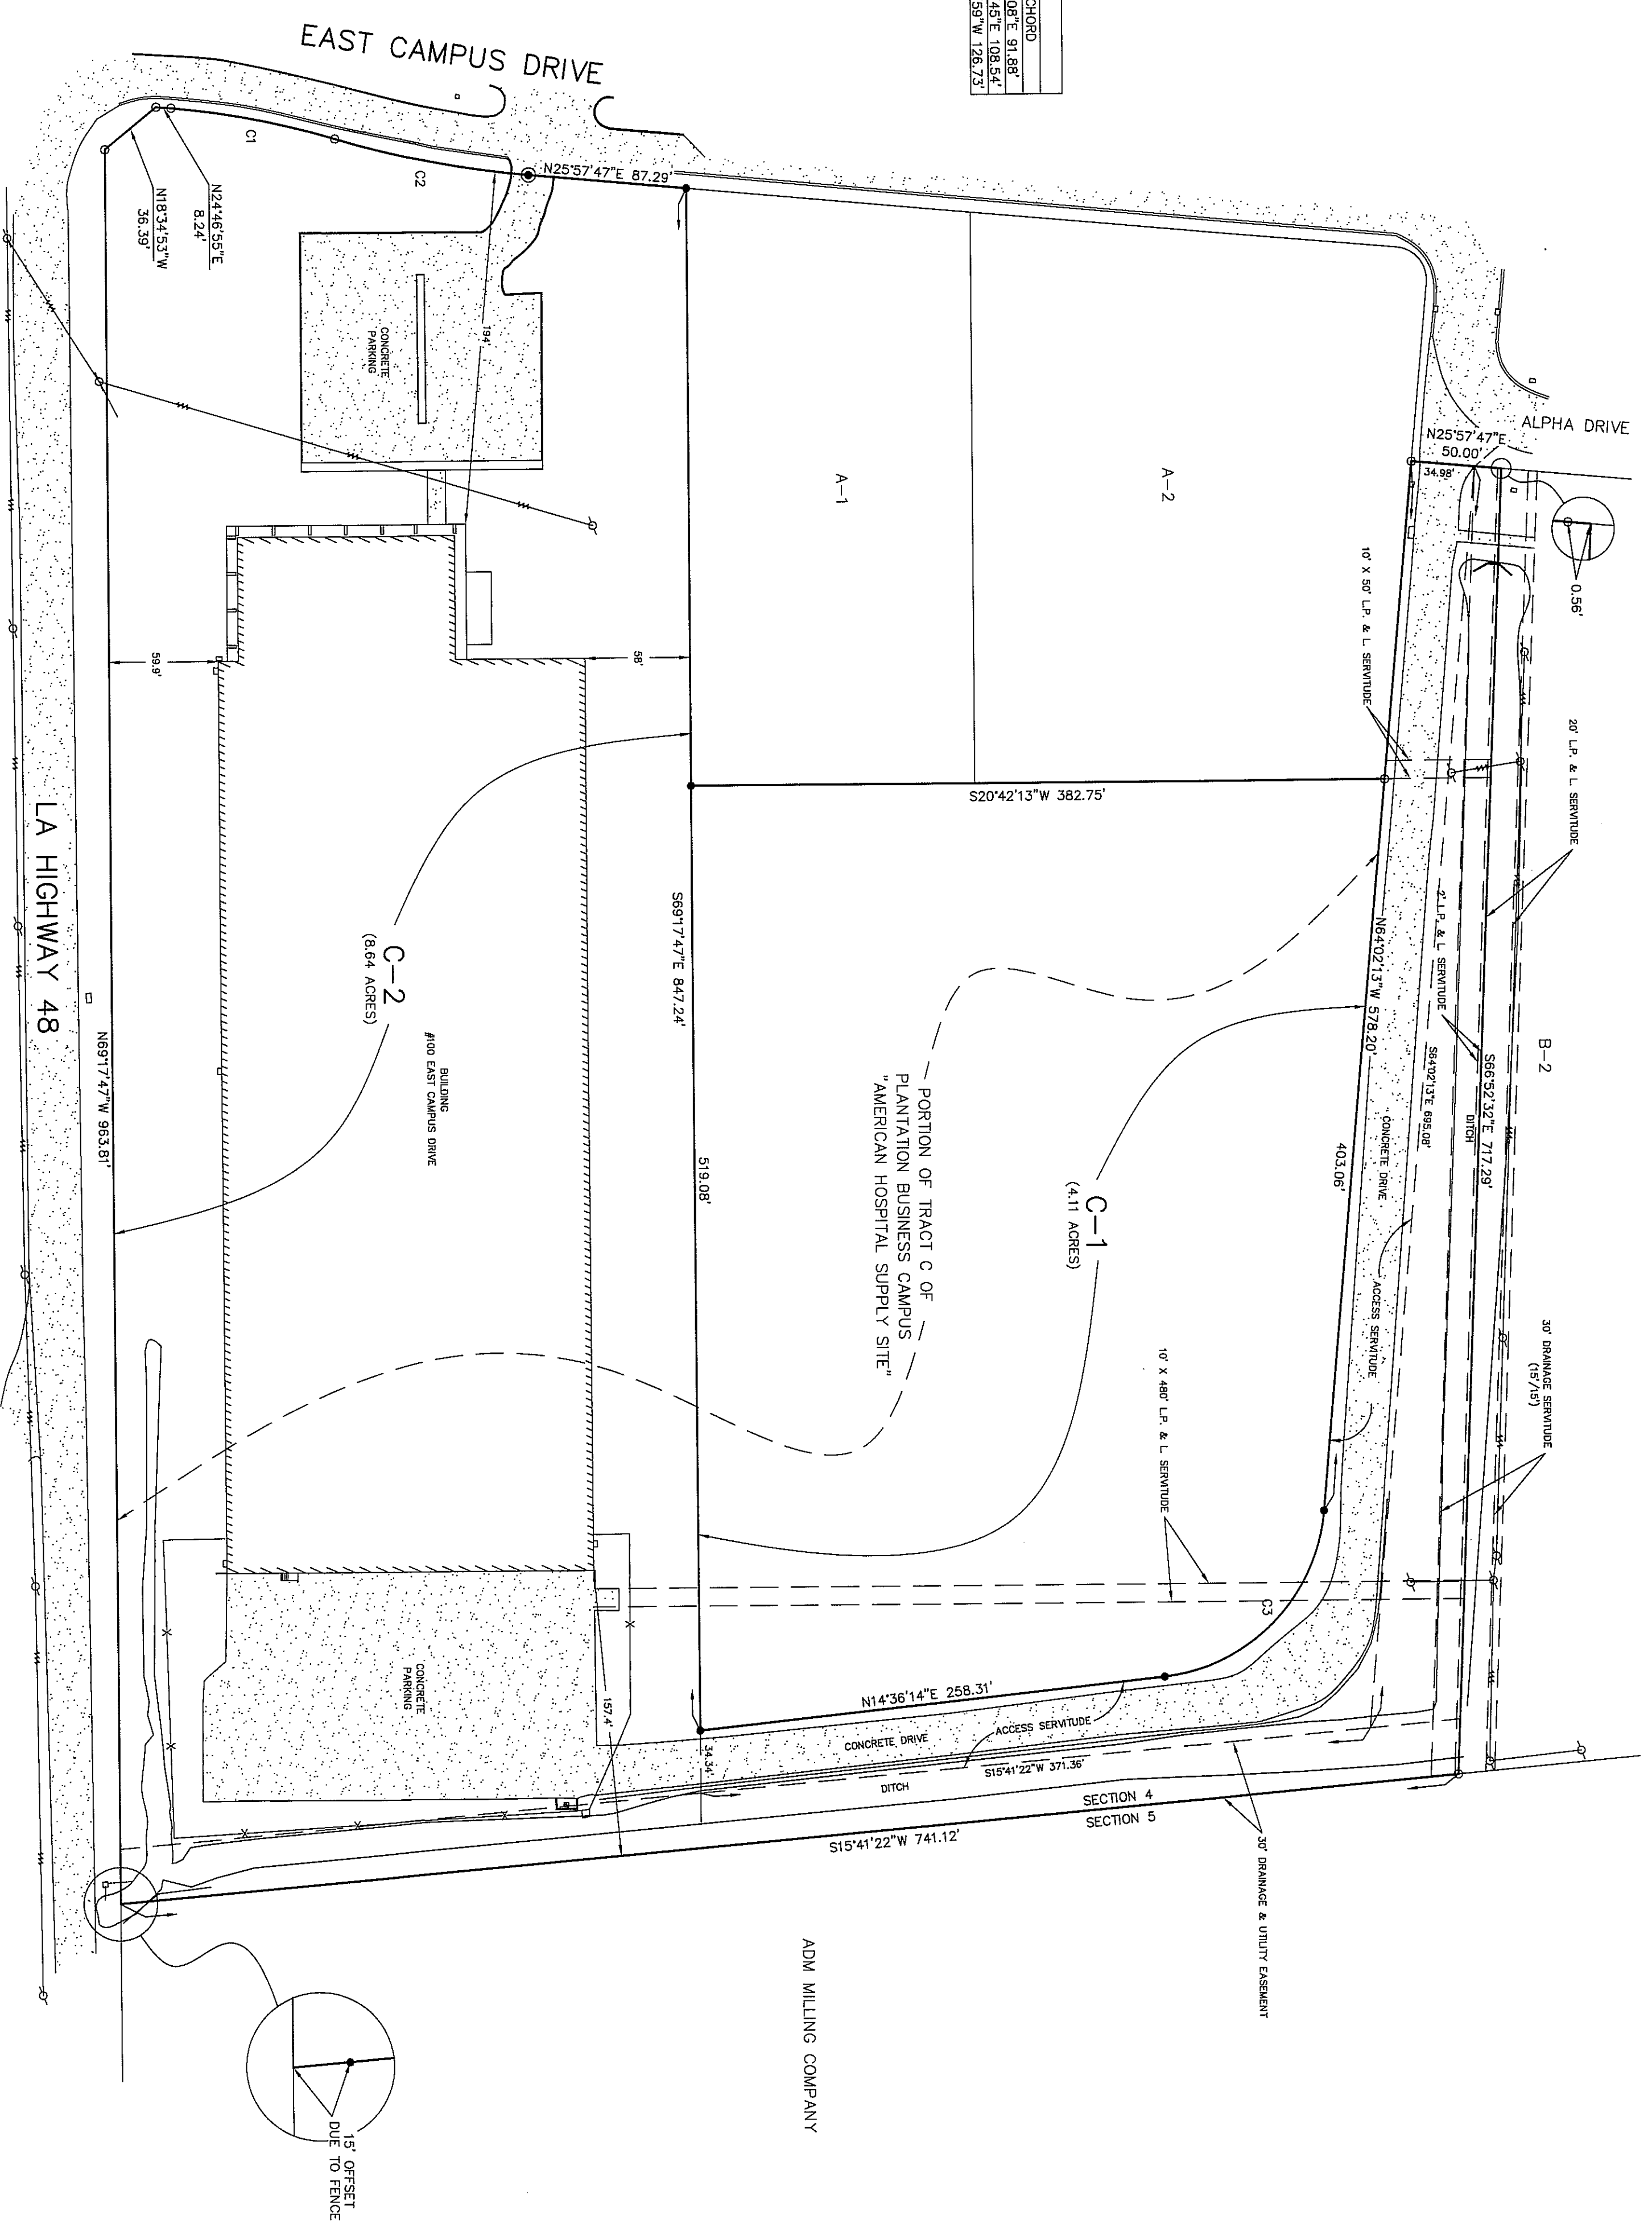 CHORD
08"E 91.88'
45"E 108.54'
59"W 126.73'
EAST CAMPUS DRIVE
C1
C2
N25°57'47"E 87.29'
N24°46'55"E
8.24'
N18°34'53"W
36.39'
CONCRETE
PARKING
194'
A-1
A-2
ALPHA DRIVE
N25°57'47"E
50.00'
34.98'
0.56'
10' X 50' L.P. & L SERVITUDE
20' L.P. & L SERVITUDE
59.9'
58'
S20°42'13"W 382.75'
LA HIGHWAY 48
C-2
(8.64 ACRES)
S69°17'47"E 847.24'
N69°17'47"W 963.81'
BUILDING
#100 EAST CAMPUS DRIVE
519.08'
PORTION OF TRACT C OF
PLANTATION BUSINESS CAMPUS
"AMERICAN HOSPITAL SUPPLY SITE"
C-1
(4.11 ACRES)
N64°02'13"W 578.20'
403.06'
2' L.P. & L SERVITUDE
S64°02'13"E 695.08'
CONCRETE DRIVE
ACCESS SERVITUDE
DITCH
S66°52'32"E 717.29'
B-2
30' DRAINAGE SERVITUDE
(15'/15')
10' X 480' L.P. & L SERVITUDE
C3
CONCRETE
PARKING
157.4'
N14°36'14"E 258.31'
34.34'
CONCRETE DRIVE
ACCESS SERVITUDE
S15°41'22"W 371.36'
DITCH
SECTION 4
SECTION 5
S15°41'22"W 741.12'
30' DRAINAGE & UTILITY EASEMENT
ADM MILLING COMPANY
15' OFFSET
DUE TO FENCE